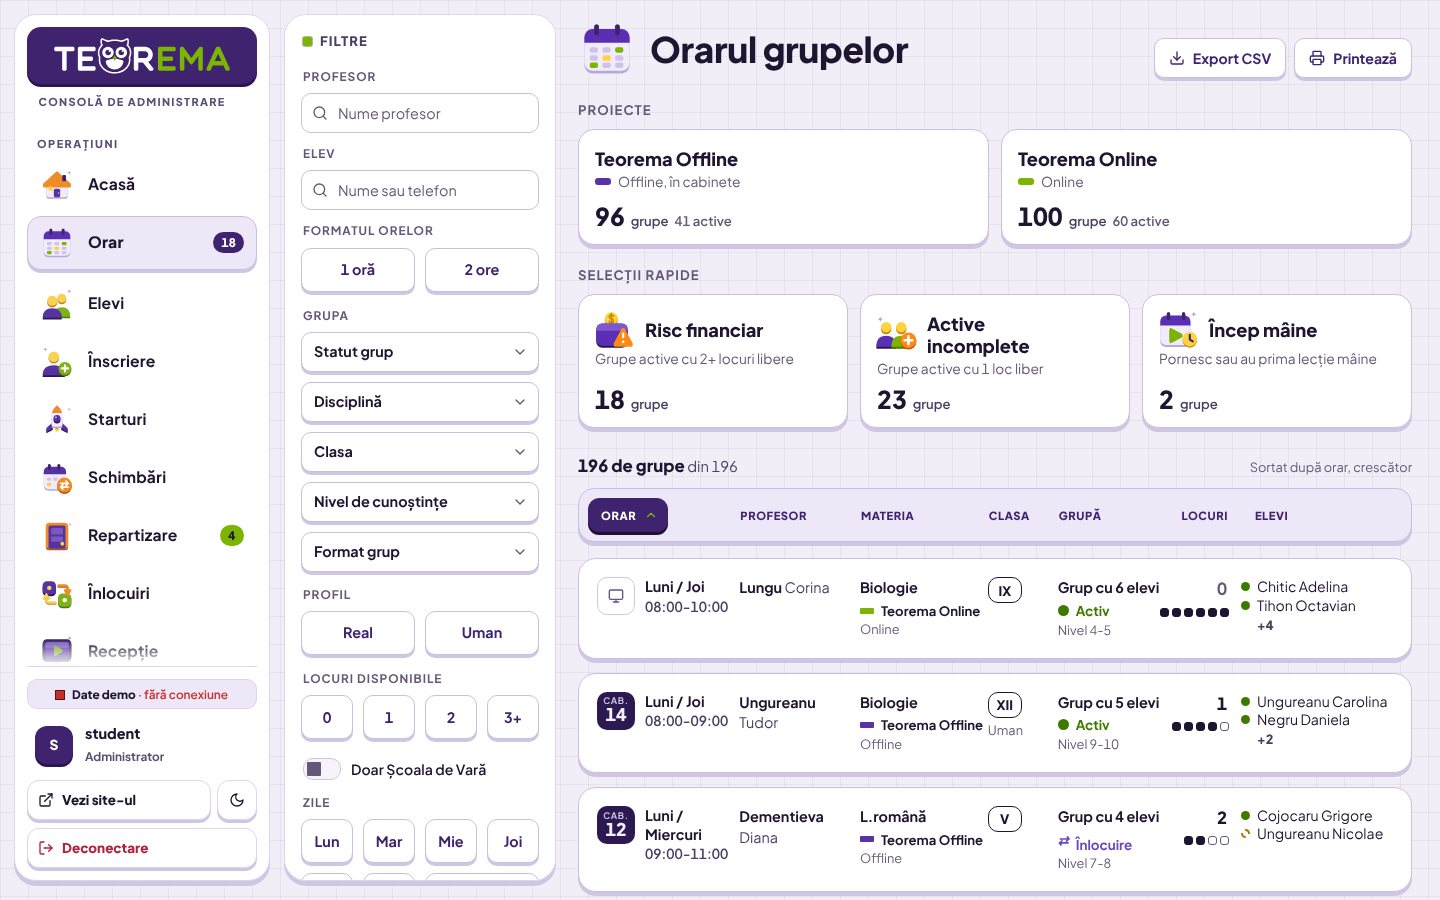 TEOREMA
CONSOLĂ DE ADMINISTRARE
OPERAȚIUNI
Acasă
Orar 18
Elevi
Înscriere
Starturi
Schimbări
Repartizare 4
Înlocuiri
Recepție
Date demo · fără conexiune
S
student
Administrator
Vezi site-ul
Deconectare
FILTRE
PROFESOR
Nume profesor
ELEV
Nume sau telefon
FORMATUL ORELOR
1 oră 2 ore
GRUPA
Statut grup
Disciplină
Clasa
Nivel de cunoștințe
Format grup
PROFIL
Real Uman
LOCURI DISPONIBILE
0 1 2 3+
Doar Școala de Vară
ZILE
Lun Mar Mie Joi
Orarul grupelor
Export CSV Printează
PROIECTE
Teorema Offline
Offline, în cabinete
96 grupe 41 active
Teorema Online
Online
100 grupe 60 active
SELECȚII RAPIDE
Risc financiar
Grupe active cu 2+ locuri libere
18 grupe
Active
incomplete
Grupe active cu 1 loc liber
23 grupe
Încep mâine
Pornesc sau au prima lecție mâine
2 grupe
196 de grupe din 196
Sortat după orar, crescător
ORAR PROFESOR MATERIA CLASA GRUPĂ LOCURI ELEVI
Luni / Joi
08:00-10:00
Lungu Corina
Biologie
Teorema Online
Online
IX
Grup cu 6 elevi
Activ
Nivel 4-5
0
Chitic Adelina
Tihon Octavian
+4
CAB.
14
Luni / Joi
08:00-09:00
Ungureanu
Tudor
Biologie
Teorema Offline
Offline
XII
Uman
Grup cu 5 elevi
Activ
Nivel 9-10
1
Ungureanu Carolina
Negru Daniela
+2
CAB.
12
Luni /
Miercuri
09:00-11:00
Dementieva
Diana
L.română
Teorema Offline
Offline
V
Grup cu 4 elevi
Înlocuire
Nivel 7-8
2
Cojocaru Grigore
Ungureanu Nicolae